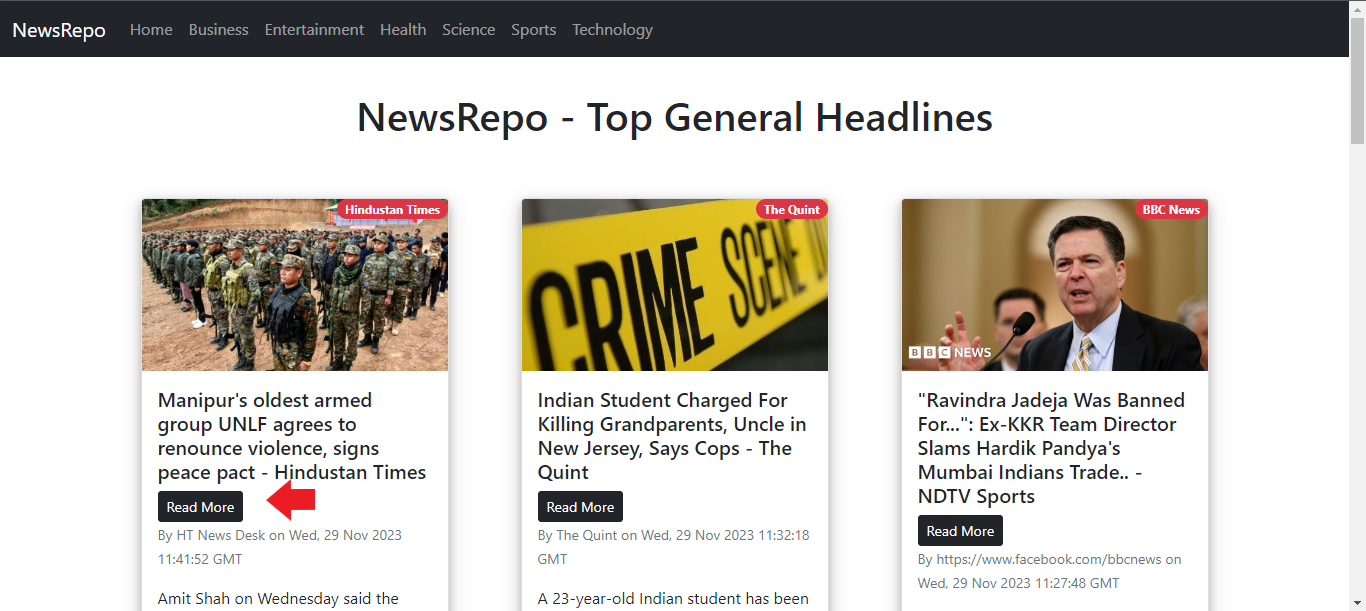 NewsRepo Home Business Entertainment Health Science Sports Technology
NewsRepo - Top General Headlines
Hindustan Times
Manipur's oldest armed
group UNLF agrees to
renounce violence, signs
peace pact - Hindustan Times
Read More
By HT News Desk on Wed, 29 Nov 2023
11:41:52 GMT
Amit Shah on Wednesday said the
The Quint
CRIME SCENE
Indian Student Charged For
Killing Grandparents, Uncle in
New Jersey, Says Cops - The
Quint
Read More
By The Quint on Wed, 29 Nov 2023 11:32:18
GMT
A 23-year-old Indian student has been
BBC News
BBC NEWS
"Ravindra Jadeja Was Banned
For...": Ex-KKR Team Director
Slams Hardik Pandya's
Mumbai Indians Trade.. -
NDTV Sports
Read More
By https://www.facebook.com/bbcnews on
Wed, 29 Nov 2023 11:27:48 GMT